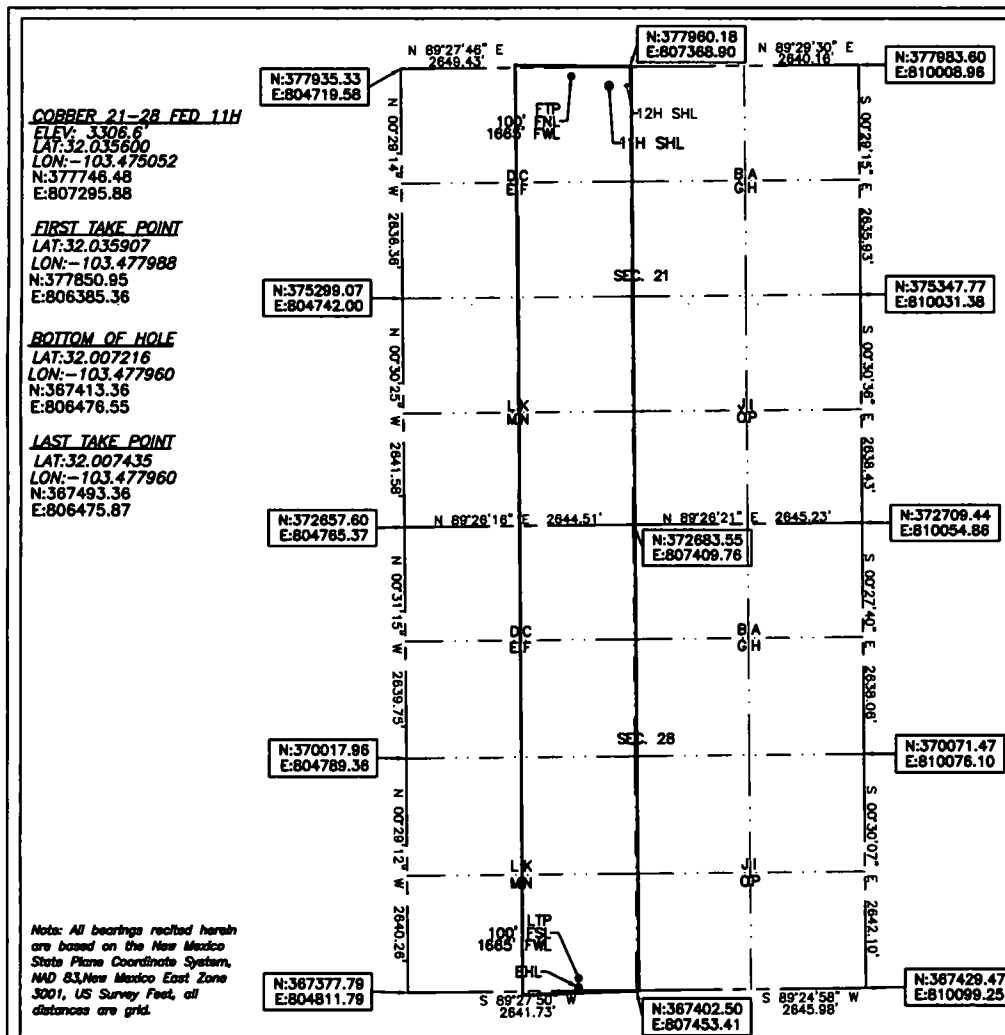 N:377960.18
E:807368.90
N 89°27'46" E
2649.43'
N 89°29'30" E
2640.16'
N:377983.60
E:810008.96
N:377935.33
E:804719.58
COBBER 21-28 FED 11H
ELEV: 3306.6'
LAT:32.035600
LON:-103.475052
N:377746.48
E:807295.88
FTP
100' FNL
1665' FWL
12H SHL
11H SHL
N 00°29'14" W
2636.36'
S 00°29'15" E
2635.93'
D C
E F
B A
G H
FIRST TAKE POINT
LAT:32.035907
LON:-103.477988
N:377850.95
E:806385.36
SEC. 21
N:375299.07
E:804742.00
N:375347.77
E:810031.38
BOTTOM OF HOLE
LAT:32.007216
LON:-103.477960
N:367413.36
E:806476.55
N 00°30'25" W
2641.58'
S 00°30'36" E
2638.43'
L K
M N
J I
O P
LAST TAKE POINT
LAT:32.007435
LON:-103.477960
N:367493.36
E:806475.87
N:372657.60
E:804765.37
N 89°26'16" E 2644.51'
N 89°26'21" E 2645.23'
N:372709.44
E:810054.86
N:372683.55
E:807409.76
N 00°31'15" W
2639.75'
S 00°27'40" E
2638.06'
D C
E F
B A
G H
SEC. 28
N:370017.96
E:804789.36
N:370071.47
E:810076.10
N 00°29'12" W
2640.26'
S 00°30'07" E
2642.10'
L K
M N
J I
O P
LTP
100' FSL
1665' FWL
BHL
Note: All bearings recited herein
are based on the New Mexico
State Plane Coordinate System,
NAD 83,New Mexico East Zone
3001, US Survey Feet, all
distances are grid.
N:367377.79
E:804811.79
S 89°27'50" W
2641.73'
N:367402.50
E:807453.41
S 89°24'58" W
2645.98'
N:367429.47
E:810099.25